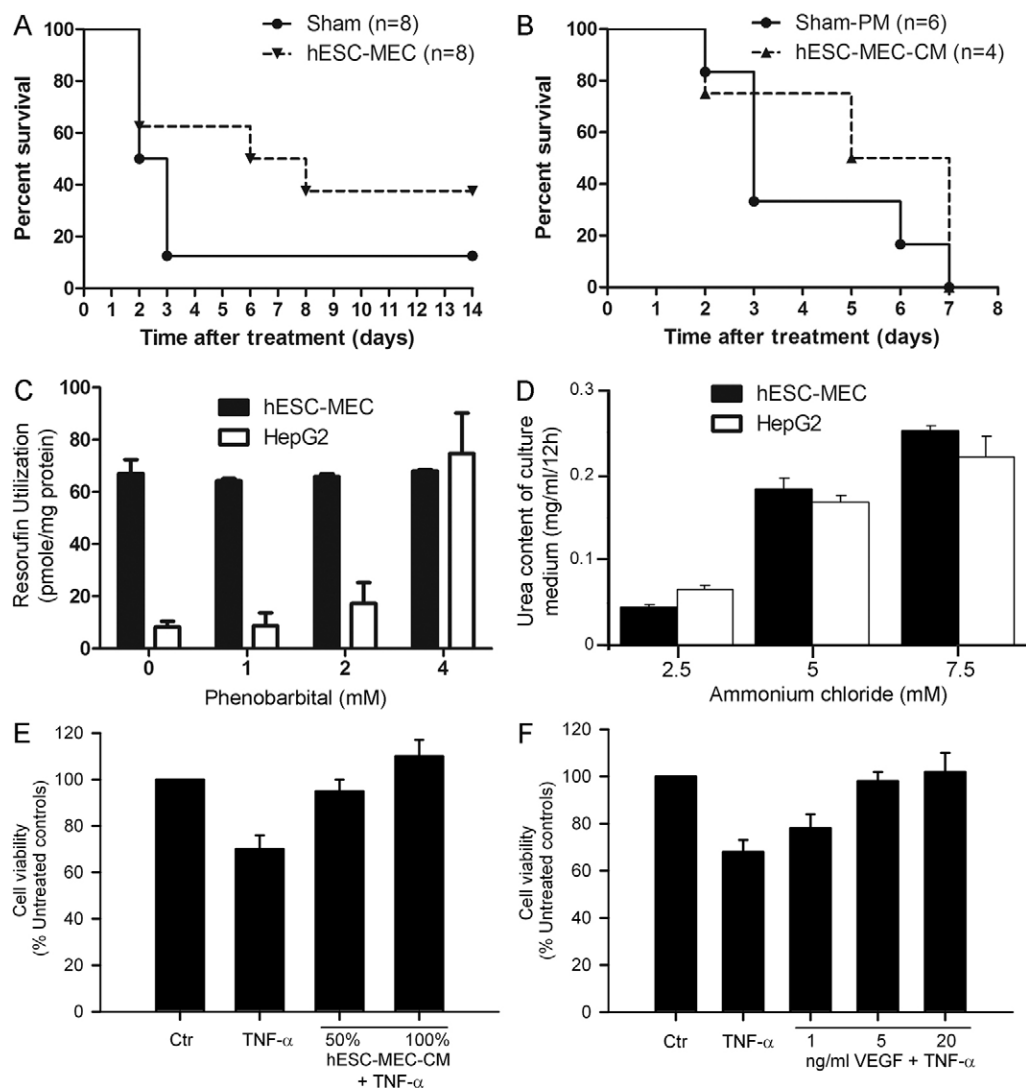 A
Sham (n=8)
hESC-MEC (n=8)
Percent survival
100
80
60
40
20
0
0 1 2 3 4 5 6 7 8 9 10 11 12 13 14
Time after treatment (days)
B
Sham-PM (n=6)
hESC-MEC-CM (n=4)
Percent survival
100
80
60
40
20
0
0 1 2 3 4 5 6 7 8
Time after treatment (days)
C
hESC-MEC
HepG2
Resorufin Utilization
(pmole/mg protein)
100
80
60
40
20
0
0 1 2 4
Phenobarbital (mM)
D
hESC-MEC
HepG2
Urea content of culture
medium (mg/ml/12h)
0.3
0.2
0.1
0
2.5 5 7.5
Ammonium chloride (mM)
E
Cell viability
(% Untreated controls)
120
100
80
60
40
20
0
Ctr TNF-α 50% 100%
hESC-MEC-CM
+ TNF-α
F
Cell viability
(% Untreated controls)
120
100
80
60
40
20
0
Ctr TNF-α 1 5 20
ng/ml VEGF + TNF-α